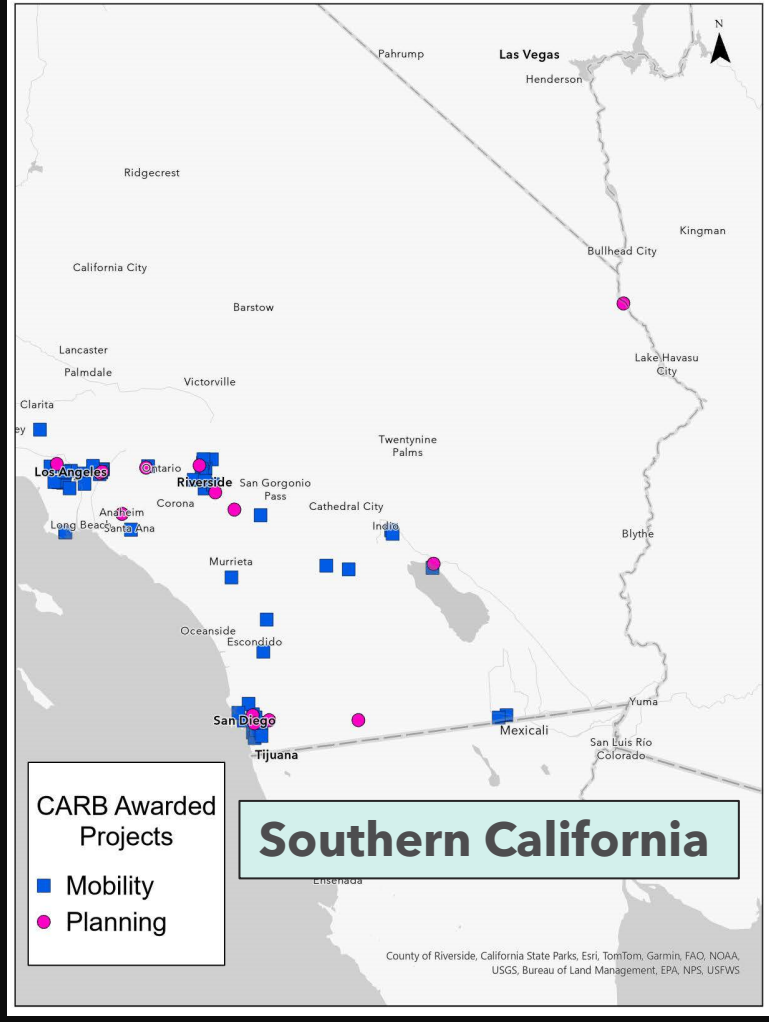 N
Pahrump
Las Vegas
Henderson
Ridgecrest
Kingman
Bullhead City
California City
Barstow
Lancaster
Lake Havasu
City
Palmdale
Victorville
Clarita
ey
Twentynine
Palms
Los Angeles
Ontario
Riverside
San Gorgonio
Pass
Corona
Cathedral City
Anaheim
Long Beach
Santa Ana
Indio
Blythe
Murrieta
Oceanside
Escondido
Yuma
San Diego
Mexicali
San Luis Río
Colorado
Tijuana
CARB Awarded
Projects
Mobility
Planning
Southern California
Ensenada
County of Riverside, California State Parks, Esri, TomTom, Garmin, FAO, NOAA,
USGS, Bureau of Land Management, EPA, NPS, USFWS